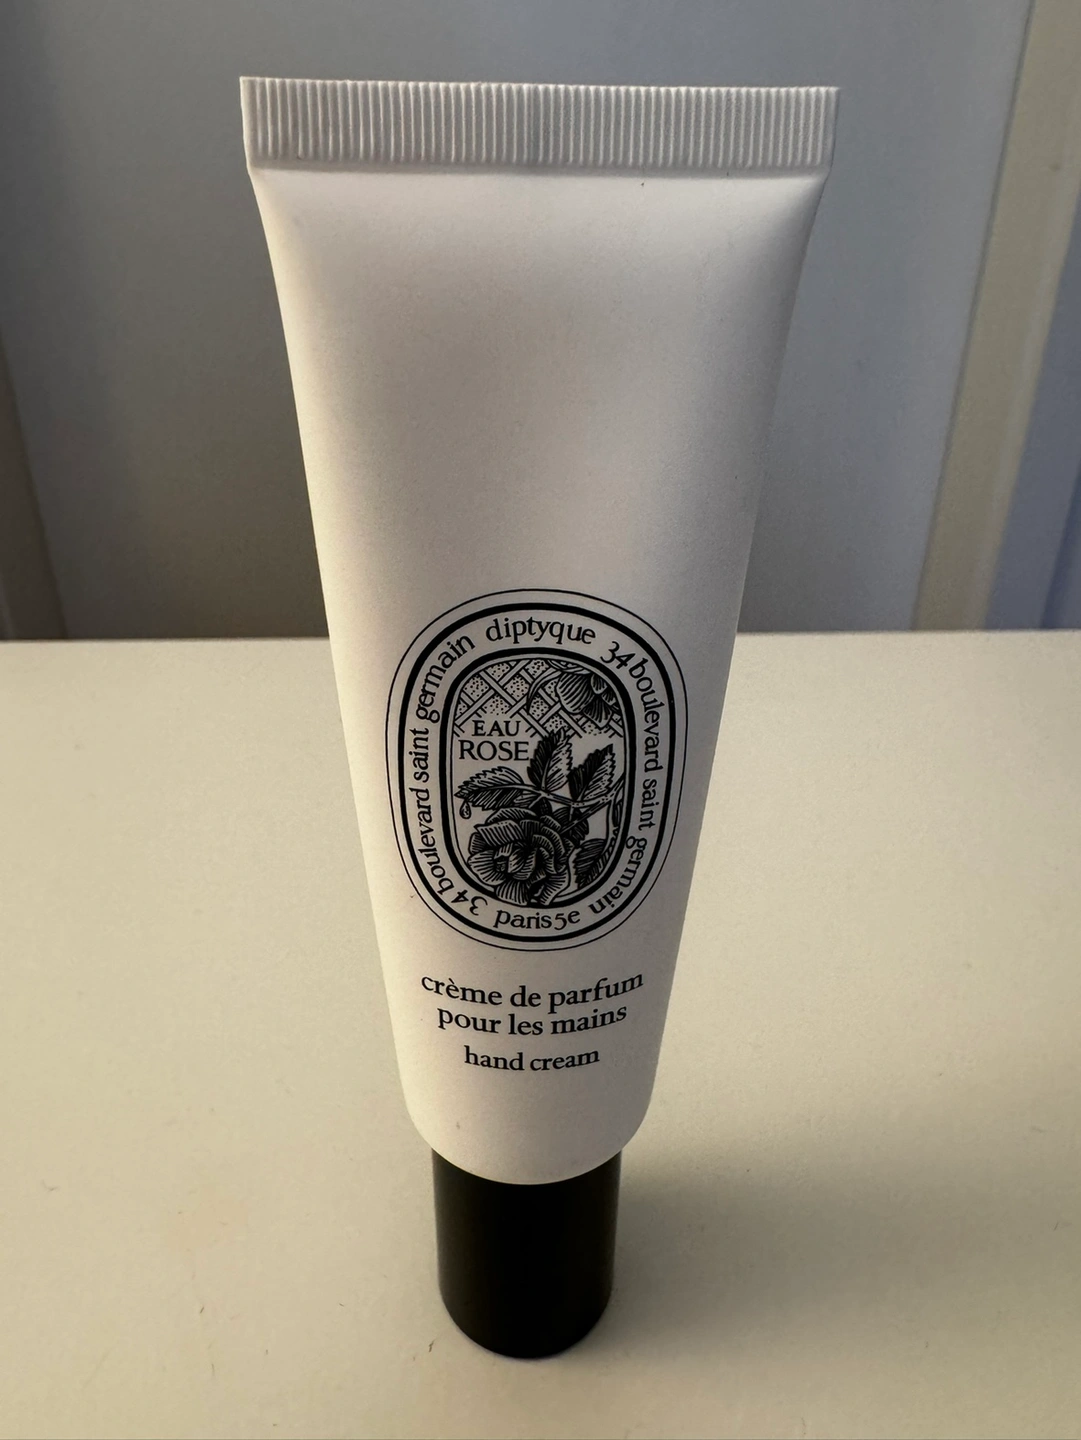 diptyque
34 boulevard saint germain
paris 5e
34 boulevard saint germain
EAU
ROSE
crème de parfum
pour les mains
hand cream